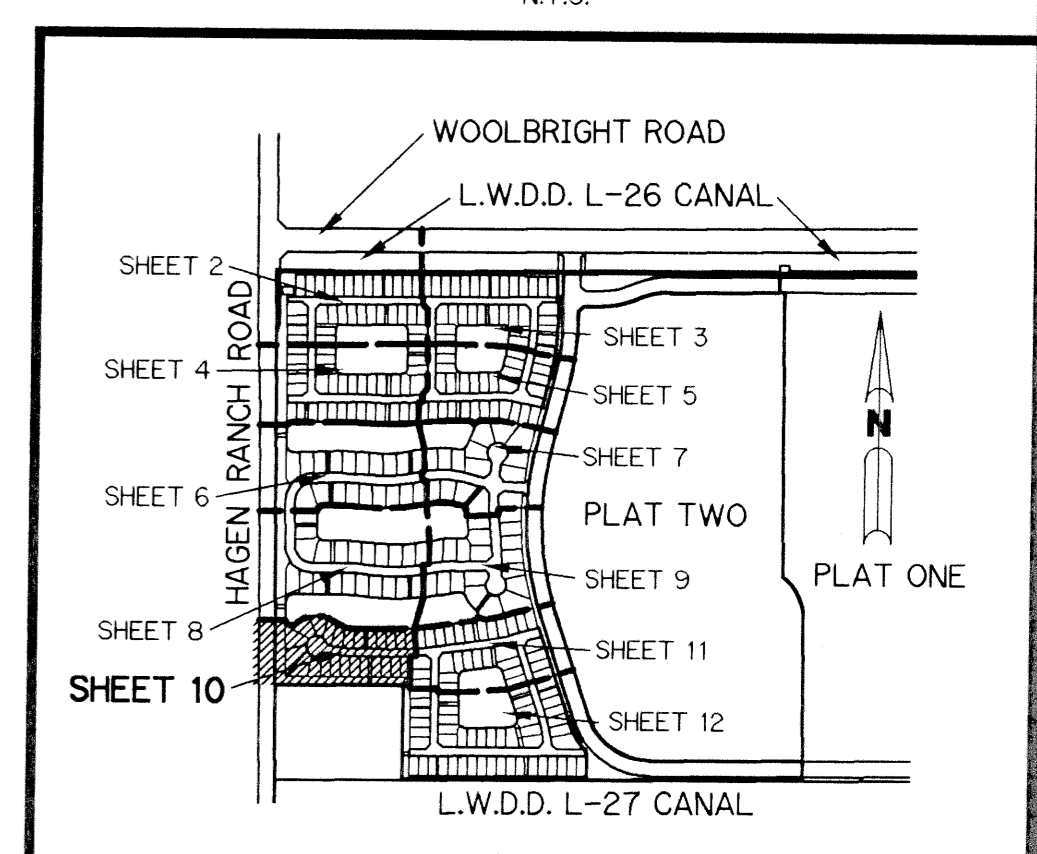 N.T.S.
WOOLBRIGHT ROAD
L.W.D.D. L-26 CANAL
SHEET 2
HAGEN RANCH ROAD
SHEET 3
SHEET 4
SHEET 5
N
SHEET 7
SHEET 6
PLAT TWO
PLAT ONE
SHEET 9
SHEET 8
SHEET 11
SHEET 10
SHEET 12
L.W.D.D. L-27 CANAL